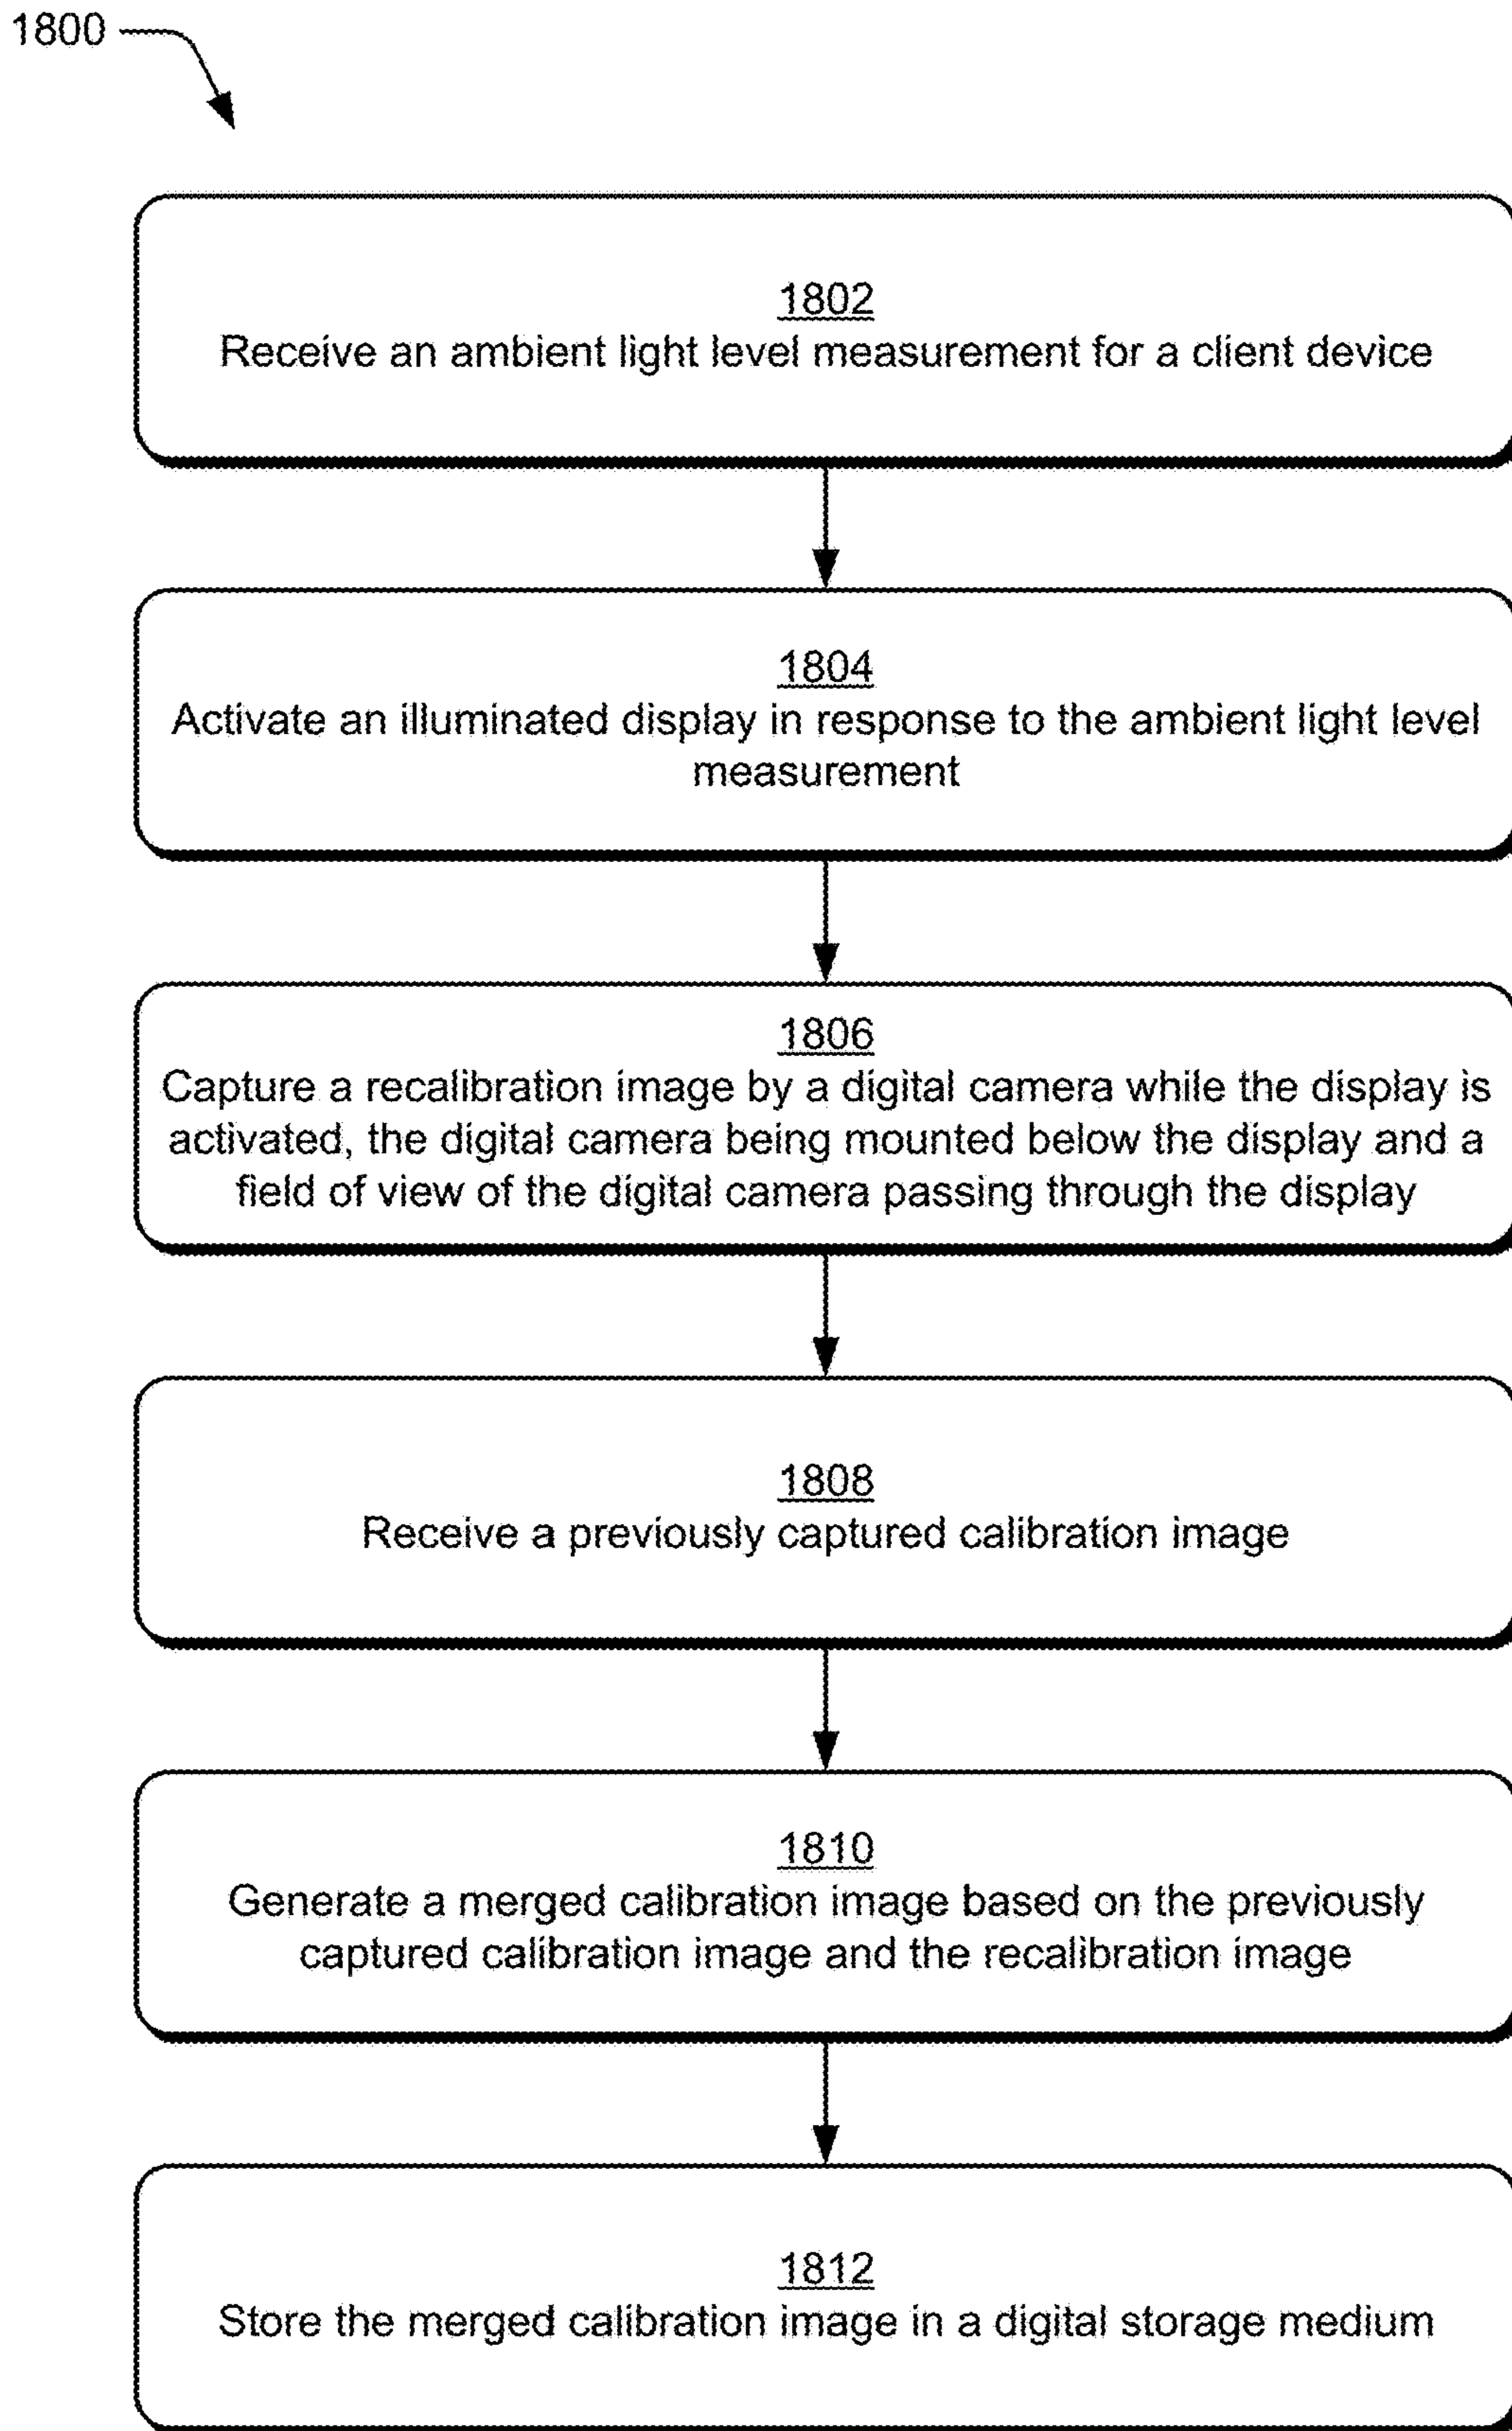 1800
1802
Receive an ambient light level measurement for a client device
1804
Activate an illuminated display in response to the ambient light level
measurement
1806
Capture a recalibration image by a digital camera while the display is
activated, the digital camera being mounted below the display and a
field of view of the digital camera passing through the display
1808
Receive a previously captured calibration image
1810
Generate a merged calibration image based on the previously
captured calibration image and the recalibration image
1812
Store the merged calibration image in a digital storage medium